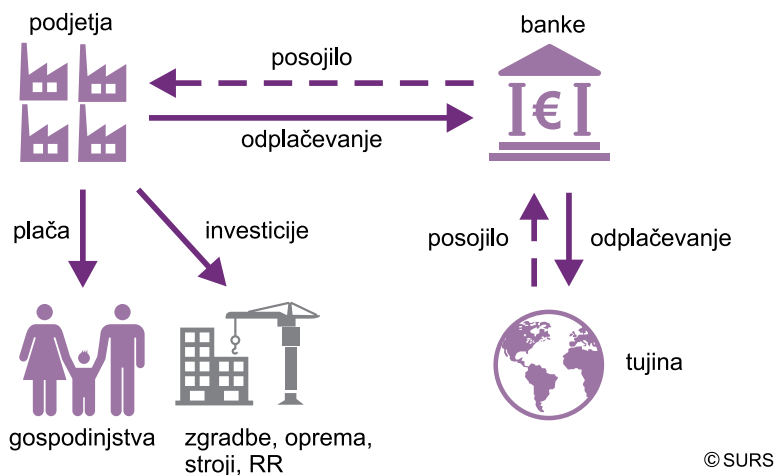 podjetja
banke
posojilo
€
odplačevanje
plača
investicije
posojilo
odplačevanje
tujina
gospodinjstva
zgradbe, oprema,
stroji, RR
© SURS